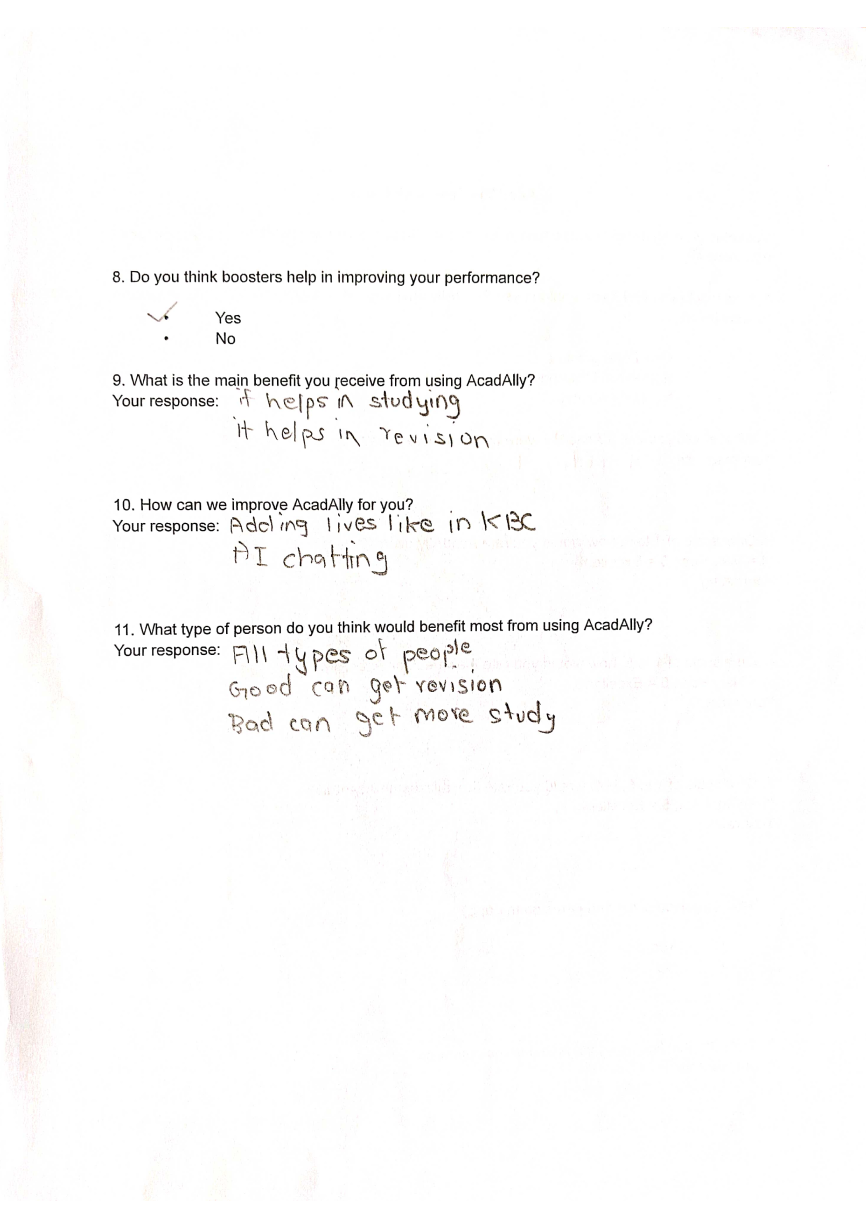 8. Do you think boosters help in improving your performance?
Yes
No
9. What is the main benefit you receive from using AcadAlly?
Your response: it helps in studying
it helps in revision
10. How can we improve AcadAlly for you?
Your response: Adding lives like in KBC
AI chatting
11. What type of person do you think would benefit most from using AcadAlly?
Your response: All types of people
Good can get revision
Bad can get more study